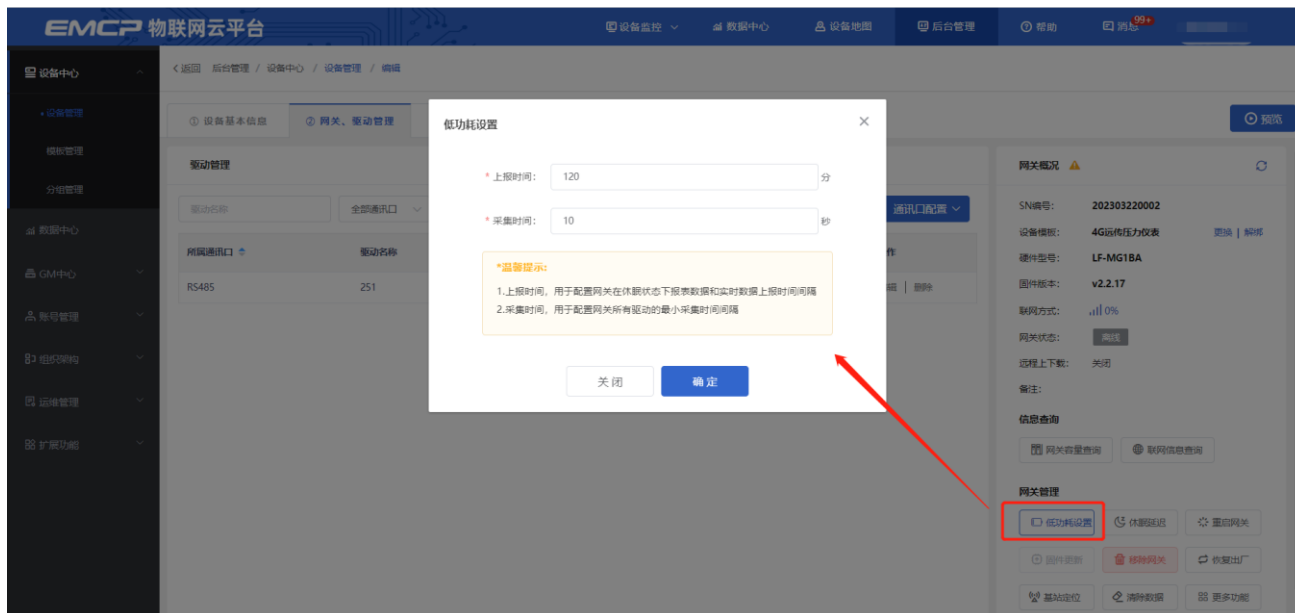 EMCP 物联网云平台
设备监控 数据中心 设备地图 后台管理 帮助 消息 99+
设备中心
设备管理
模板管理
分组管理
数据中心
GM中心
账号管理
组织架构
运维管理
扩展功能
返回 后台管理 / 设备中心 / 设备管理 / 编辑
① 设备基本信息 ② 网关、驱动管理
预览
驱动管理
驱动名称 全部通讯口 通讯口配置
所属通讯口 驱动名称 作
RS485 251 编辑 | 删除
低功耗设置
* 上报时间: 120 分
* 采集时间: 10 秒
*温馨提示:
1.上报时间，用于配置网关在休眠状态下报表数据和实时数据上报时间间隔
2.采集时间，用于配置网关所有驱动的最小采集时间间隔
关闭 确定
网关概况
SN编号: 202303220002
设备模板: 4G远传压力仪表 更换 | 解绑
硬件型号: LF-MG1BA
固件版本: v2.2.17
联网方式: 0%
网关状态: 离线
远程上下载: 关闭
备注:
信息查询
网关容量查询 联网信息查询
网关管理
低功耗设置 休眠延迟 重启网关
固件更新 移除网关 恢复出厂
基站定位 清除数据 更多功能